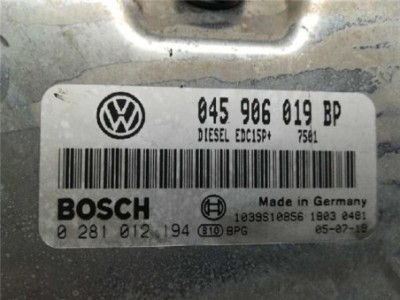 045 906 019 BP
DIESEL EDC15P+ 7501
BOSCH
Made in Germany
0 281 012 194
1039S10856 1803 0481
810 BPG
05-07-18